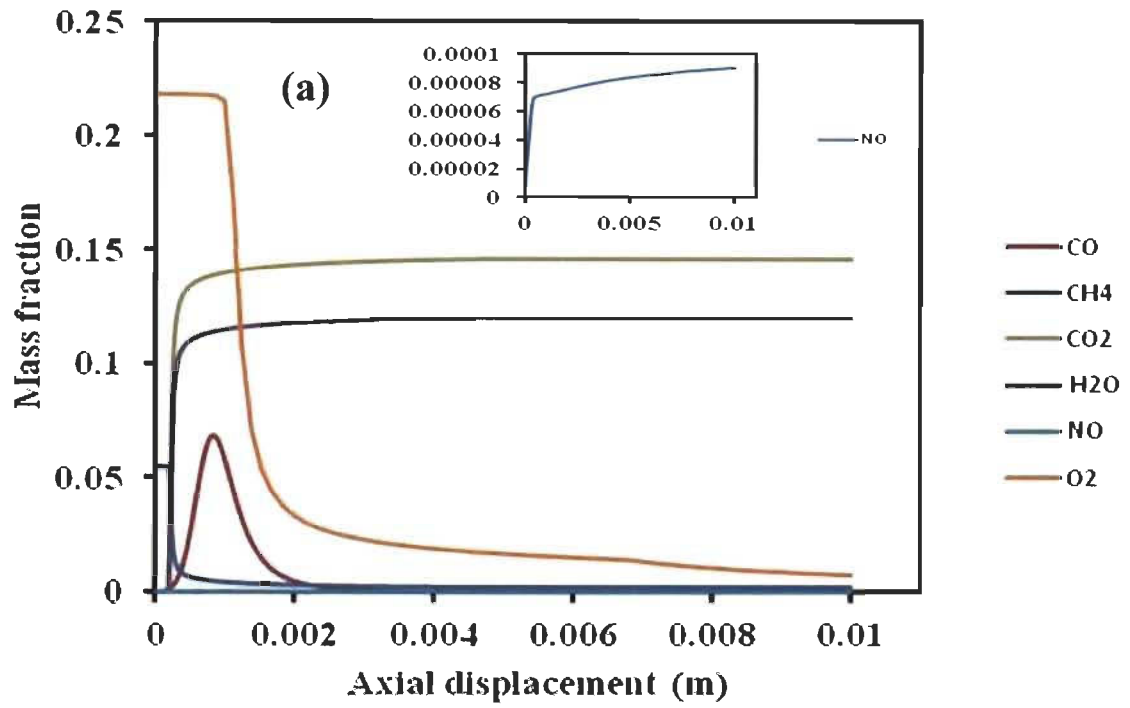 0.25
0.2
0.15
0.1
0.05
0
Mass fraction
(a)
0.0001
0.00008
0.00006
0.00004
0.00002
0
0 0.005 0.01
NO
CO
CH4
CO2
H2O
NO
O2
0 0.002 0.004 0.006 0.008 0.01
Axial displacement (m)